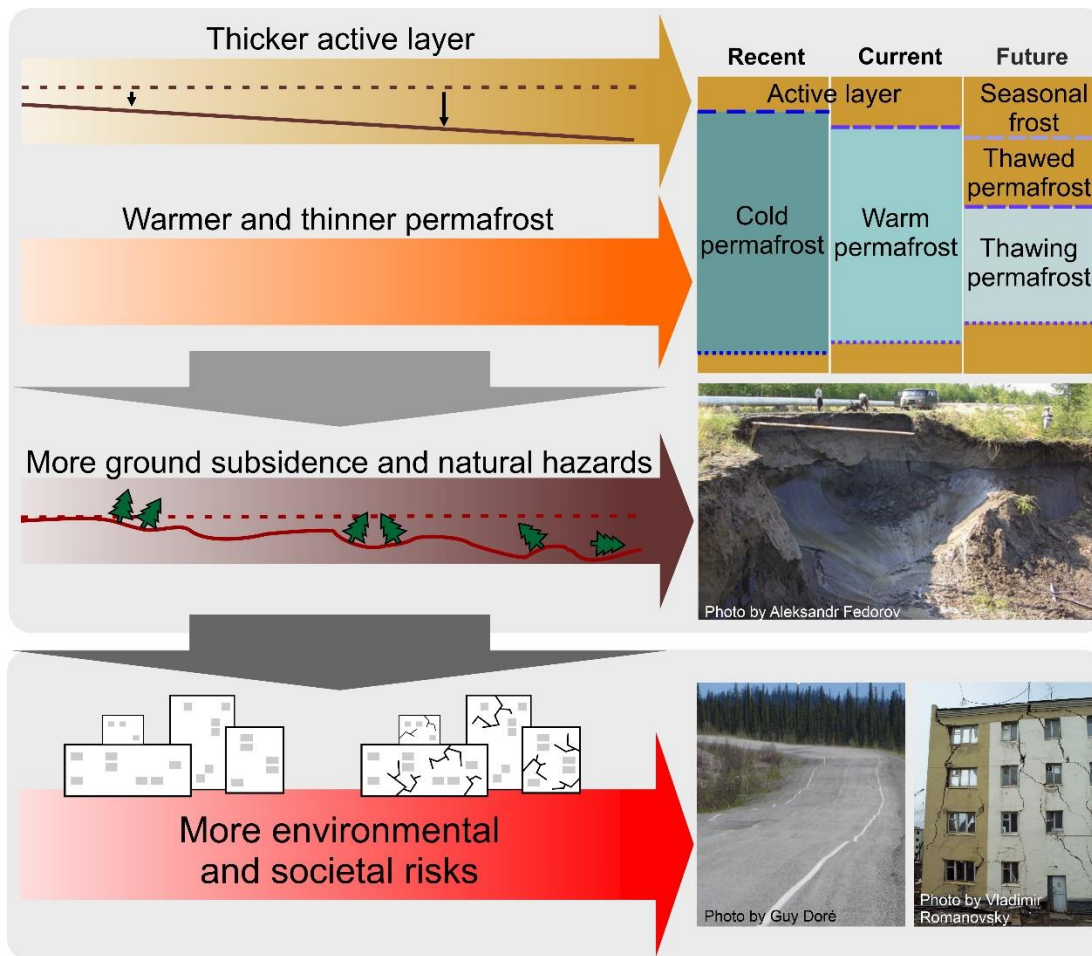 Thicker active layer
Recent
Current
Future
Active layer
Seasonal
frost
Thawed
permafrost
Cold
permafrost
Warm
permafrost
Thawing
permafrost
Warmer and thinner permafrost
More ground subsidence and natural hazards
Photo by Aleksandr Fedorov
More environmental
and societal risks
Photo by Guy Doré
Photo by Vladimir
Romanovsky